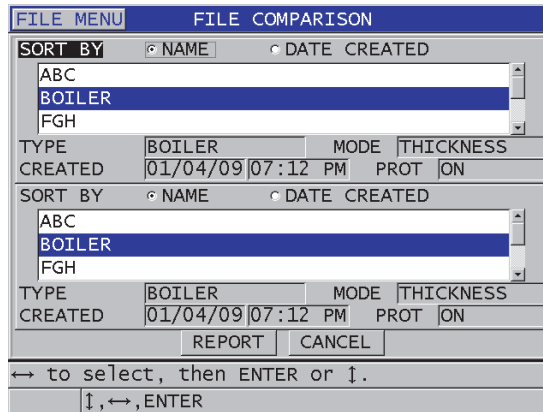 FILE MENU FILE COMPARISON
SORT BY NAME DATE CREATED
ABC
BOILER
FGH
TYPE BOILER MODE THICKNESS
CREATED 01/04/09 07:12 PM PROT ON
SORT BY NAME DATE CREATED
ABC
BOILER
FGH
TYPE BOILER MODE THICKNESS
CREATED 01/04/09 07:12 PM PROT ON
REPORT CANCEL
↔ to select, then ENTER or ↕.
↕,↔,ENTER